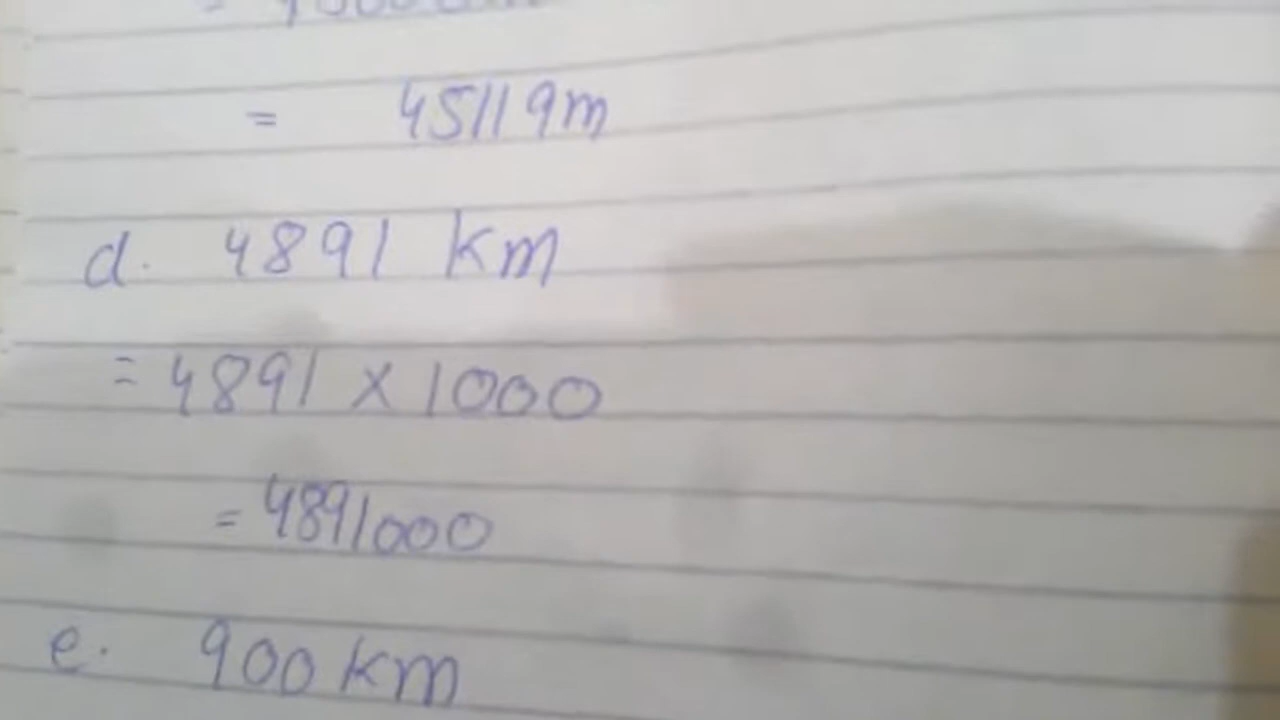 = 45119m
d. 4891 km
= 4891 x 1000
= 4891000
e. 900 km